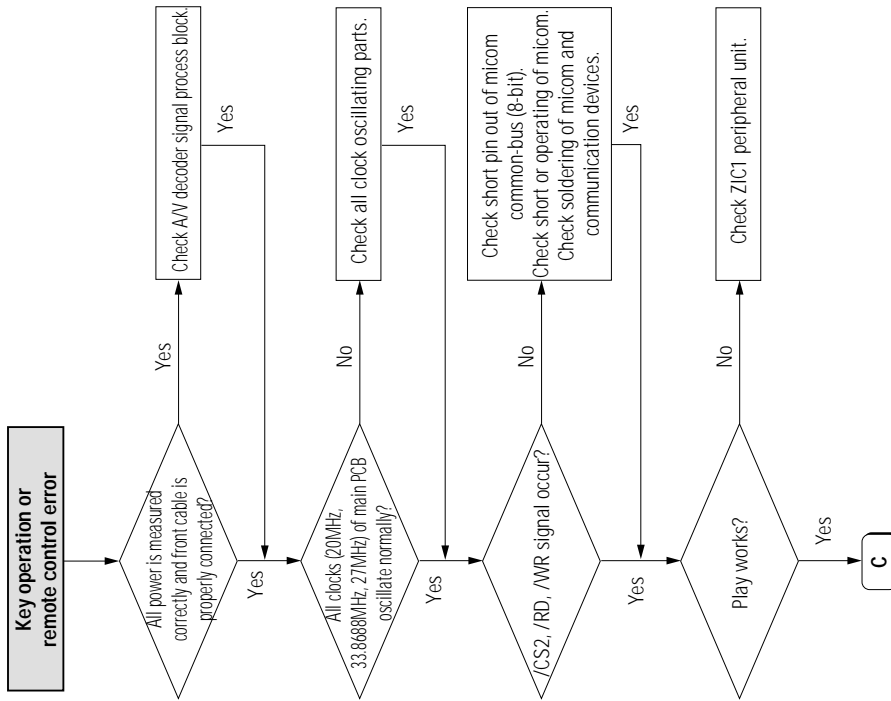 Key operation or
remote control error
All power is measured
correctly and front cable is
properly connected?
Yes
Check A/V decoder signal process block.
Yes
Yes
All clocks (20MHz,
33.8688MHz, 27MHz) of main PCB
oscillate normally?
No
Check all clock oscillating parts.
Yes
Yes
/CS2, /RD, /WR signal occur?
No
Check short pin out of micom
common-bus (8-bit).
Check short or operating of micom.
Check soldering of micom and
communication devices.
Yes
Yes
Play works?
No
Check ZIC1 peripheral unit.
Yes
C